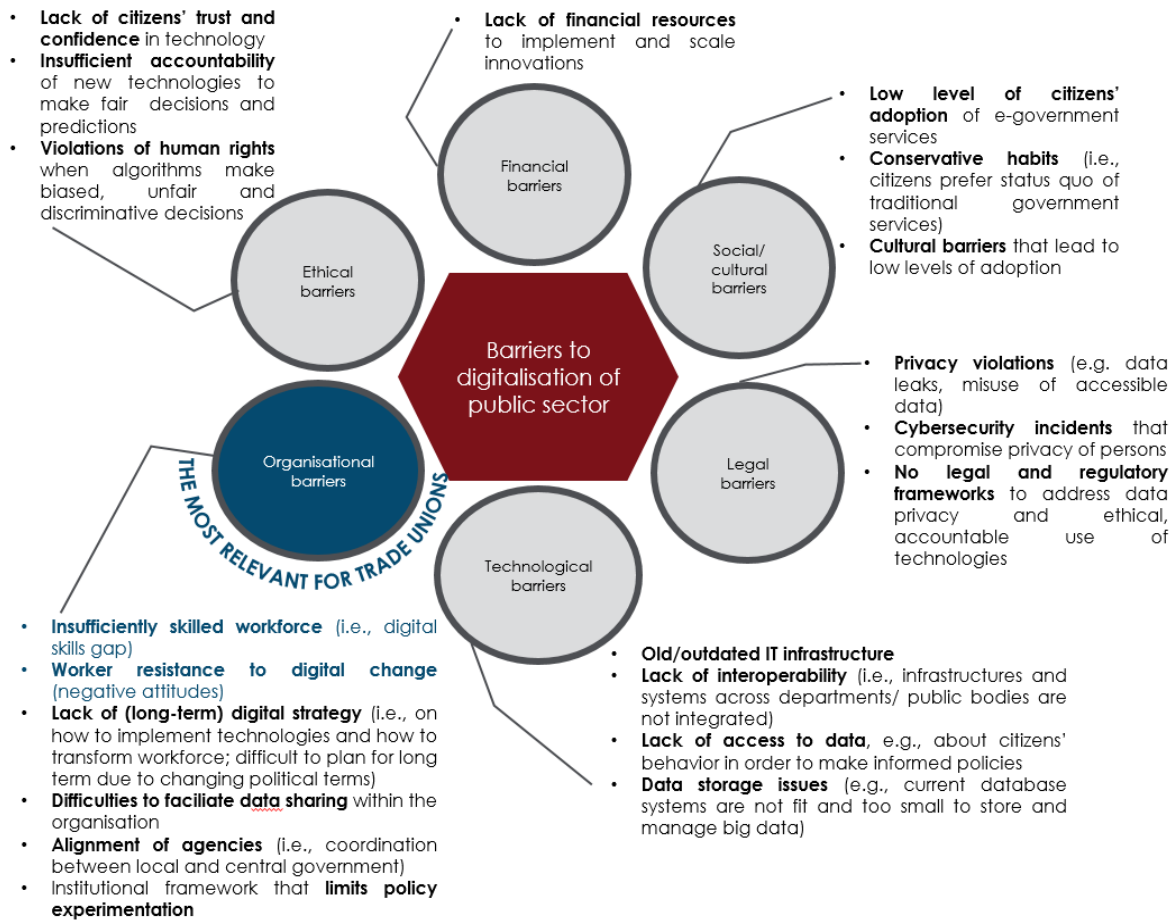 • Lack of citizens' trust and
confidence in technology
• Insufficient accountability
of new technologies to
make fair decisions and
predictions
• Violations of human rights
when algorithms make
biased, unfair and
discriminative decisions
• Lack of financial resources
to implement and scale
innovations
• Low level of citizens'
adoption of e-government
services
• Conservative habits (i.e.,
citizens prefer status quo of
traditional government
services)
• Cultural barriers that lead to
low levels of adoption
Financial
barriers
Ethical
barriers
Social/
cultural
barriers
Barriers to
digitalisation of
public sector
• Privacy violations (e.g. data
leaks, misuse of accessible
data)
• Cybersecurity incidents that
compromise privacy of persons
• No legal and regulatory
frameworks to address data
privacy and ethical,
accountable use of
technologies
Organisational
barriers
THE MOST RELEVANT FOR TRADE UNIONS
Legal
barriers
Technological
barriers
• Insufficiently skilled workforce (i.e., digital
skills gap)
• Worker resistance to digital change
(negative attitudes)
• Lack of (long-term) digital strategy (i.e., on
how to implement technologies and how to
transform workforce; difficult to plan for long
term due to changing political terms)
• Difficulties to faciliate data sharing within the
organisation
• Alignment of agencies (i.e., coordination
between local and central government)
• Institutional framework that limits policy
experimentation
• Old/outdated IT infrastructure
• Lack of interoperability (i.e., infrastructures and
systems across departments/ public bodies are
not integrated)
• Lack of access to data, e.g., about citizens'
behavior in order to make informed policies
• Data storage issues (e.g., current database
systems are not fit and too small to store and
manage big data)